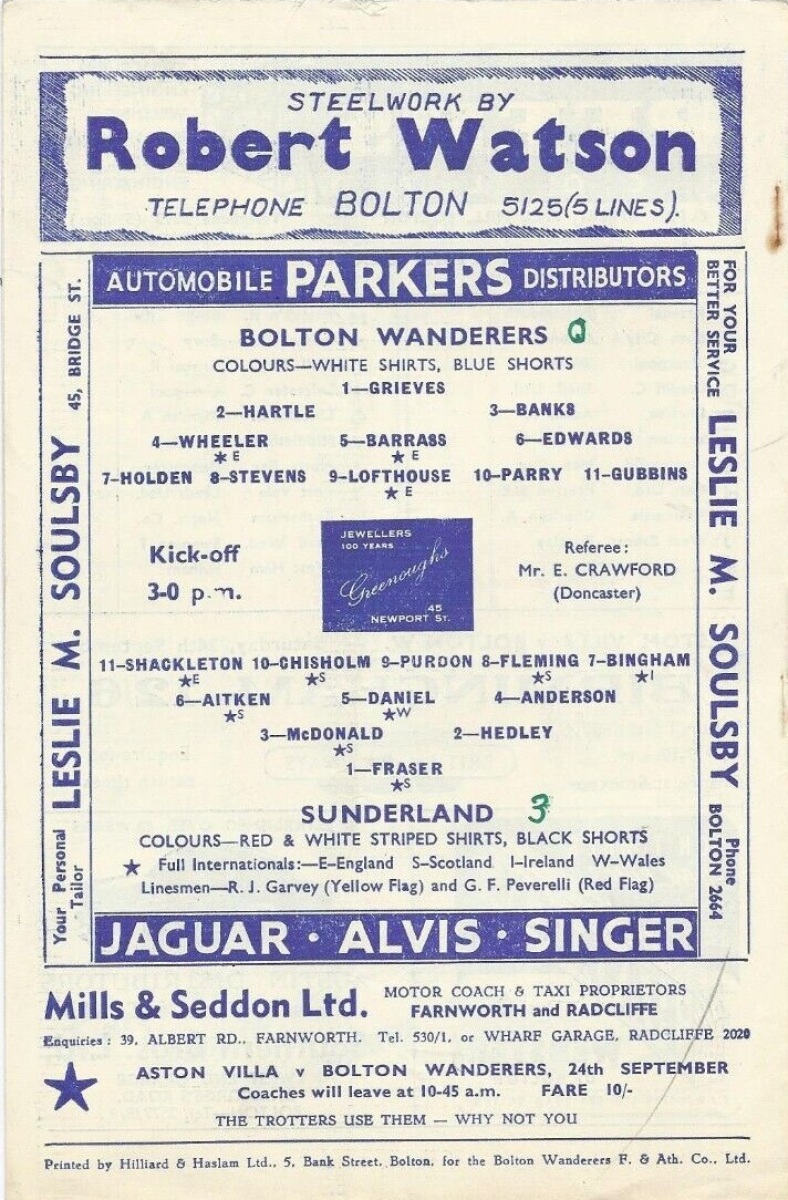 STEELWORK BY
Robert Watson
TELEPHONE BOLTON 5125 (5 LINES).
AUTOMOBILE PARKERS DISTRIBUTORS
BOLTON WANDERERS
COLOURS—WHITE SHIRTS, BLUE SHORTS
1—GRIEVES
2—HARTLE 3—BANKS
4—WHEELER 5—BARRASS 6—EDWARDS
★ E ★ E
7—HOLDEN 8—STEVENS 9—LOFTHOUSE 10—PARRY 11—GUBBINS
★ E
Kick-off
3-0 p.m.
JEWELLERS
100 YEARS
Greenoughs
45
NEWPORT ST.
Referee:
Mr. E. CRAWFORD
(Doncaster)
11—SHACKLETON 10—CHISHOLM 9—PURDON 8—FLEMING 7—BINGHAM
★E ★S ★S ★I
6—AITKEN 5—DANIEL 4—ANDERSON
★S ★W
3—McDONALD 2—HEDLEY
★S
1—FRASER
★S
SUNDERLAND 3
COLOURS—RED & WHITE STRIPED SHIRTS, BLACK SHORTS
★ Full Internationals:—E—England S—Scotland I—Ireland W—Wales
Linesmen—R. J. Garvey (Yellow Flag) and G. F. Peverelli (Red Flag)
JAGUAR · ALVIS · SINGER
Your Personal Tailor LESLIE M. SOULSBY 45, BRIDGE ST.
FOR YOUR BETTER SERVICE LESLIE M. SOULSBY Phone BOLTON 2664
Mills & Seddon Ltd. MOTOR COACH & TAXI PROPRIETORS
FARNWORTH and RADCLIFFE
Enquiries: 39, ALBERT RD., FARNWORTH. Tel. 530/1, or WHARF GARAGE, RADCLIFFE 2020
ASTON VILLA v BOLTON WANDERERS, 24th SEPTEMBER
Coaches will leave at 10-45 a.m. FARE 10/-
THE TROTTERS USE THEM — WHY NOT YOU
Printed by Hilliard & Haslam Ltd., 5, Bank Street, Bolton, for the Bolton Wanderers F. & Ath. Co., Ltd.